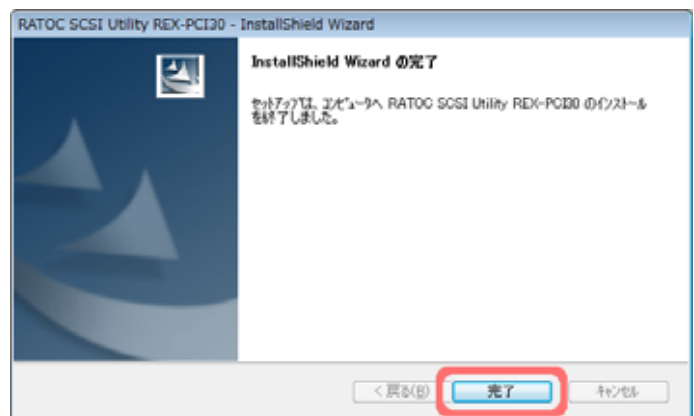 RATOC SCSI Utility REX-PCI30 - InstallShield Wizard
InstallShield Wizard の完了
セットアップは、コンピュータへ RATOC SCSI Utility REX-PCI30 のインストール
を終了しました。
< 戻る(B)
完了
キャンセル